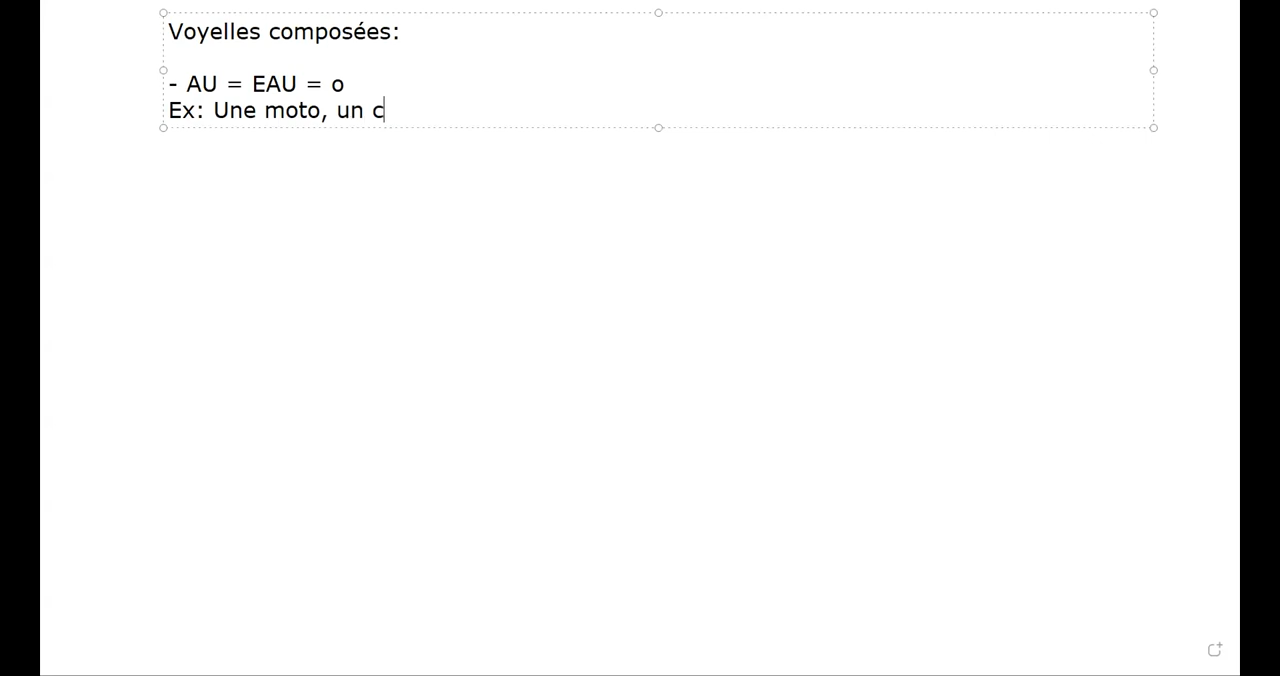 Voyelles composées:
- AU = EAU = o
Ex: Une moto, un c